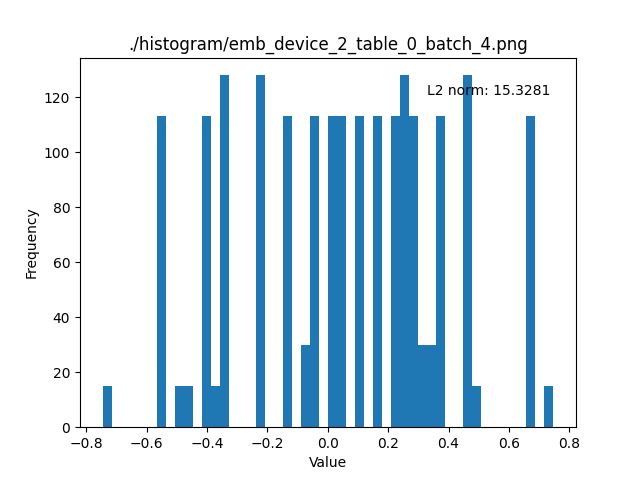 ./histogram/emb_device_2_table_0_batch_4.png
L2 norm: 15.3281
Frequency
120
100
80
60
40
20
0
−0.8 −0.6 −0.4 −0.2 0.0 0.2 0.4 0.6 0.8
Value